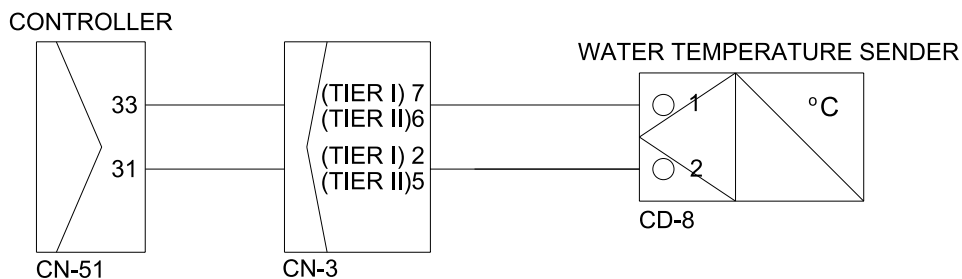 CONTROLLER
WATER TEMPERATURE SENDER
33
(TIER I) 7
(TIER II)6
1
°C
31
(TIER I) 2
(TIER II)5
2
CN-51
CN-3
CD-8